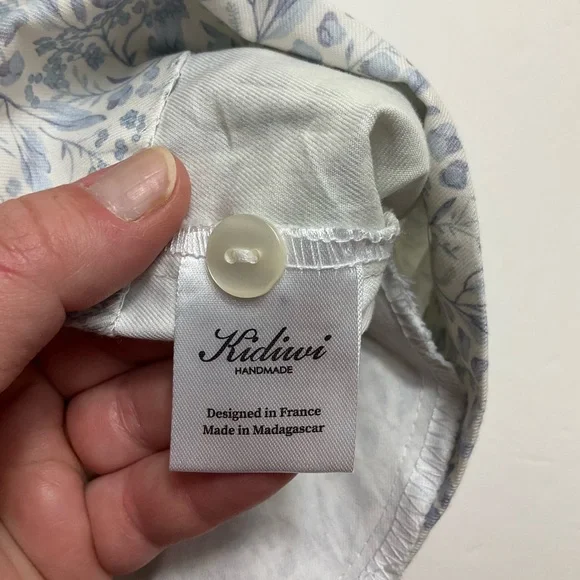 Kidiwi
HANDMADE
Designed in France
Made in Madagascar